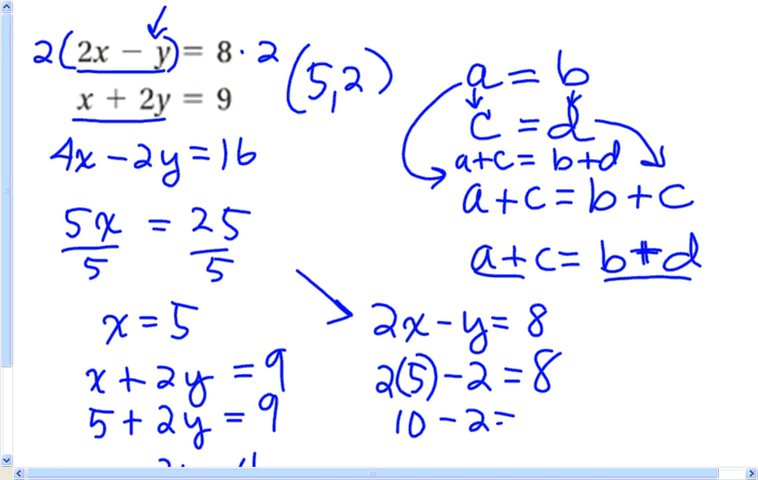 2(2x − y) = 8 · 2
(5,2)
x + 2y = 9
4x − 2y = 16
5x = 25
5 5
x = 5
x + 2y = 9
5 + 2y = 9
a = b
c = d
a+c = b+d
a + c = b + c
a + c = b + d
2x − y = 8
2(5) − 2 = 8
10 − 2 =